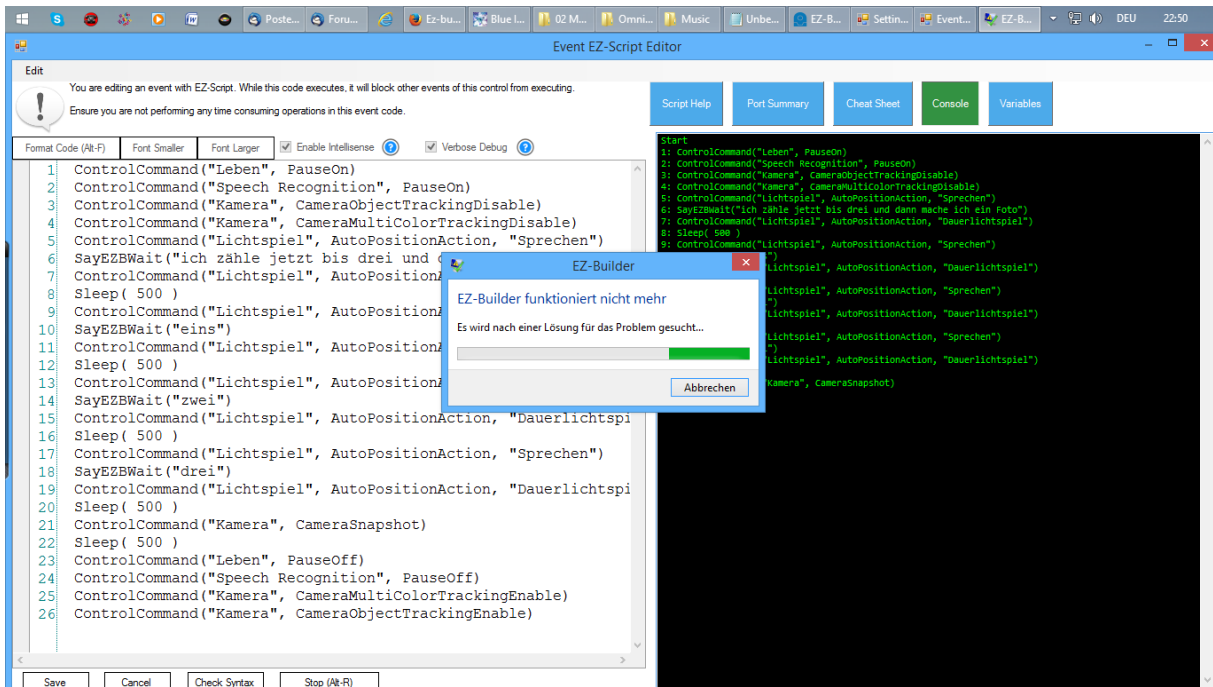 Poste...
Foru...
Ez-bu...
Blue l...
02 M...
Omni...
Music
Unbe...
EZ-B...
Settin...
Event...
EZ-B...
DEU
22:50
Event EZ-Script Editor
Edit
You are editing an event with EZ-Script. While this code executes, it will block other events of this control from executing.
Ensure you are not performing any time consuming operations in this event code.
Script Help
Port Summary
Cheat Sheet
Console
Variables
Format Code (Alt-F)
Font Smaller
Font Larger
Enable Intellisense
Verbose Debug
1 ControlCommand("Leben", PauseOn)
2 ControlCommand("Speech Recognition", PauseOn)
3 ControlCommand("Kamera", CameraObjectTrackingDisable)
4 ControlCommand("Kamera", CameraMultiColorTrackingDisable)
5 ControlCommand("Lichtspiel", AutoPositionAction, "Sprechen")
6 SayEZBWait("ich zähle jetzt bis drei und d
7 ControlCommand("Lichtspiel", AutoPositionA
8 Sleep( 500 )
9 ControlCommand("Lichtspiel", AutoPositionA
10 SayEZBWait("eins")
11 ControlCommand("Lichtspiel", AutoPositionA
12 Sleep( 500 )
13 ControlCommand("Lichtspiel", AutoPositionA
14 SayEZBWait("zwei")
15 ControlCommand("Lichtspiel", AutoPositionAction, "Dauerlichtspi
16 Sleep( 500 )
17 ControlCommand("Lichtspiel", AutoPositionAction, "Sprechen")
18 SayEZBWait("drei")
19 ControlCommand("Lichtspiel", AutoPositionAction, "Dauerlichtspi
20 Sleep( 500 )
21 ControlCommand("Kamera", CameraSnapshot)
22 Sleep( 500 )
23 ControlCommand("Leben", PauseOff)
24 ControlCommand("Speech Recognition", PauseOff)
25 ControlCommand("Kamera", CameraMultiColorTrackingEnable)
26 ControlCommand("Kamera", CameraObjectTrackingEnable)
Start
1: ControlCommand("Leben", PauseOn)
2: ControlCommand("Speech Recognition", PauseOn)
3: ControlCommand("Kamera", CameraObjectTrackingDisable)
4: ControlCommand("Kamera", CameraMultiColorTrackingDisable)
5: ControlCommand("Lichtspiel", AutoPositionAction, "Sprechen")
6: SayEZBWait("ich zähle jetzt bis drei und dann mache ich ein Foto")
7: ControlCommand("Lichtspiel", AutoPositionAction, "Dauerlichtspiel")
8: Sleep( 500 )
9: ControlCommand("Lichtspiel", AutoPositionAction, "Sprechen")
")
"Lichtspiel", AutoPositionAction, "Dauerlichtspiel")
"Lichtspiel", AutoPositionAction, "Sprechen")
")
"Lichtspiel", AutoPositionAction, "Dauerlichtspiel")
"Lichtspiel", AutoPositionAction, "Sprechen")
")
"Lichtspiel", AutoPositionAction, "Dauerlichtspiel")
"Kamera", CameraSnapshot)
EZ-Builder
EZ-Builder funktioniert nicht mehr
Es wird nach einer Lösung für das Problem gesucht...
Abbrechen
Save
Cancel
Check Syntax
Stop (Alt-R)